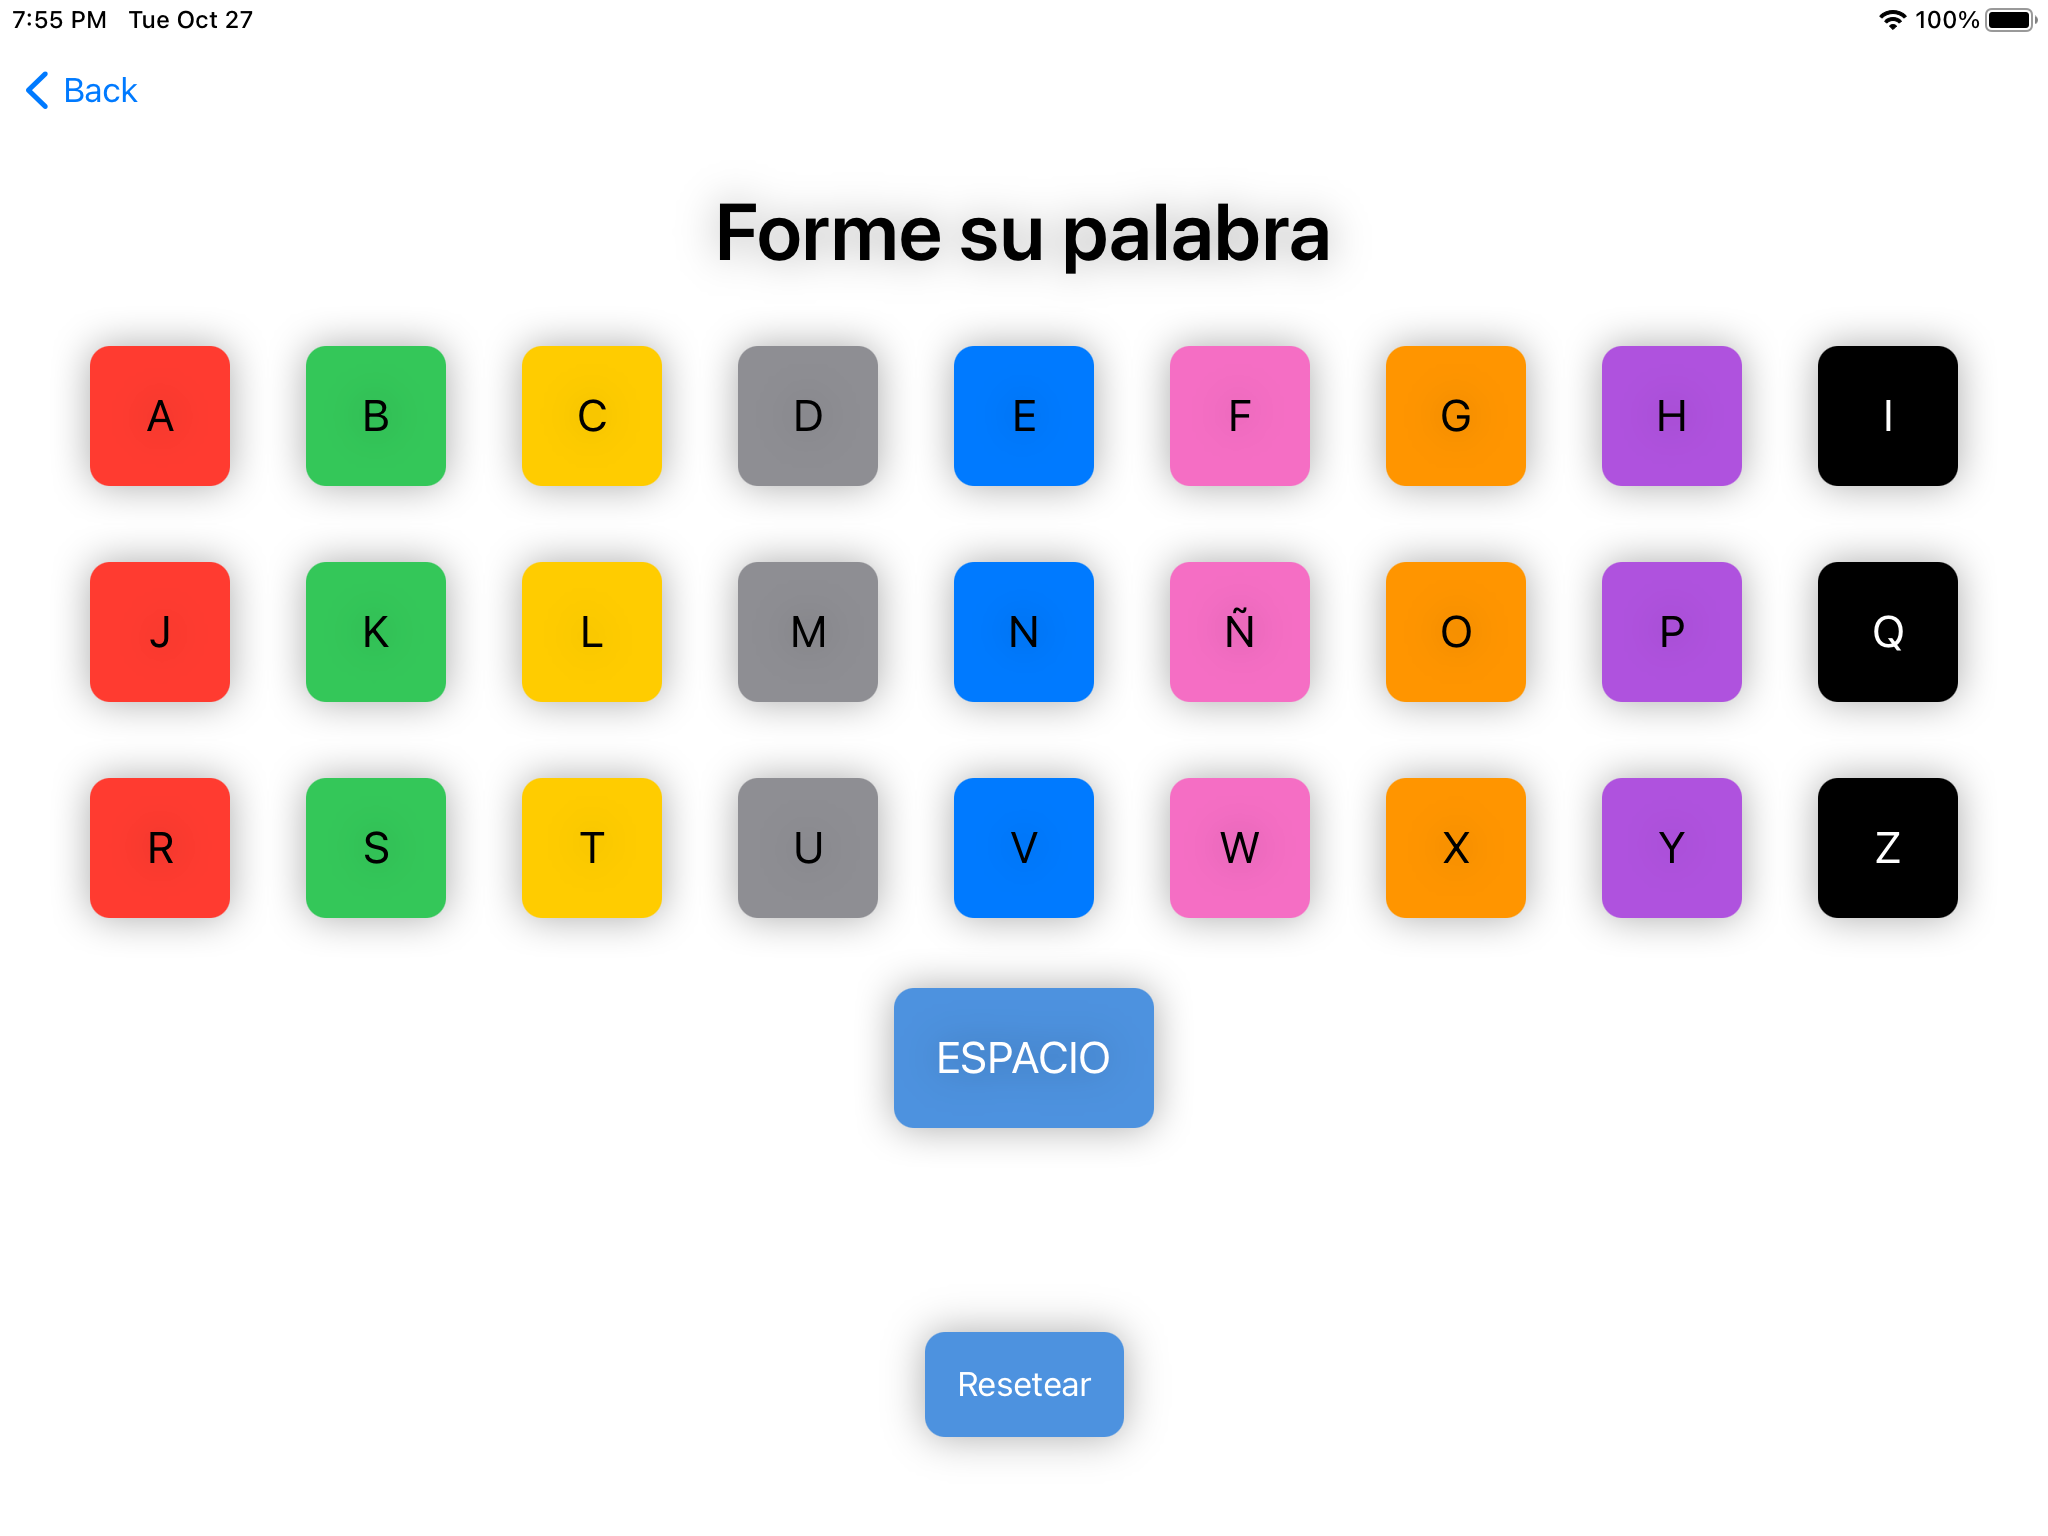 7:55 PM Tue Oct 27 100%
Back
Forme su palabra
A B C D E F G H I
J K L M N Ñ O P Q
R S T U V W X Y Z
ESPACIO
Resetear